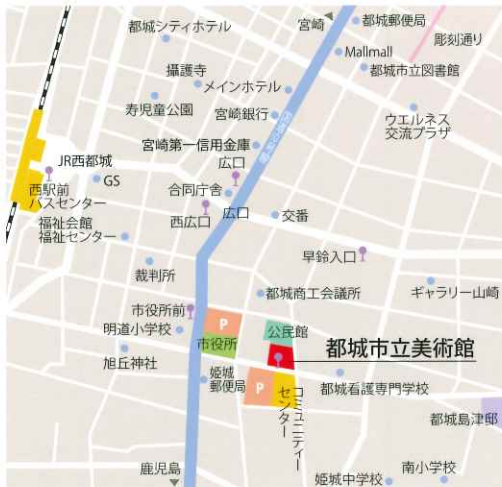 宮崎
都城郵便局
彫刻通り
都城シティホテル
Mallmall
都城市立図書館
攝護寺
メインホテル
寿児童公園
宮崎銀行
ウエルネス
交流プラザ
宮崎第一信用金庫
JR西都城
広口
西駅前
バスセンター
GS
合同庁舎
西広口
広口
交番
福祉会館
福祉センター
早鈴入口
裁判所
都城商工会議所
ギャラリー山崎
市役所前
P
公民館
明道小学校
市役所
都城市立美術館
旭丘神社
姫城
郵便局
P
コミュニティー
センター
都城看護専門学校
都城島津邸
鹿児島
姫城中学校
南小学校